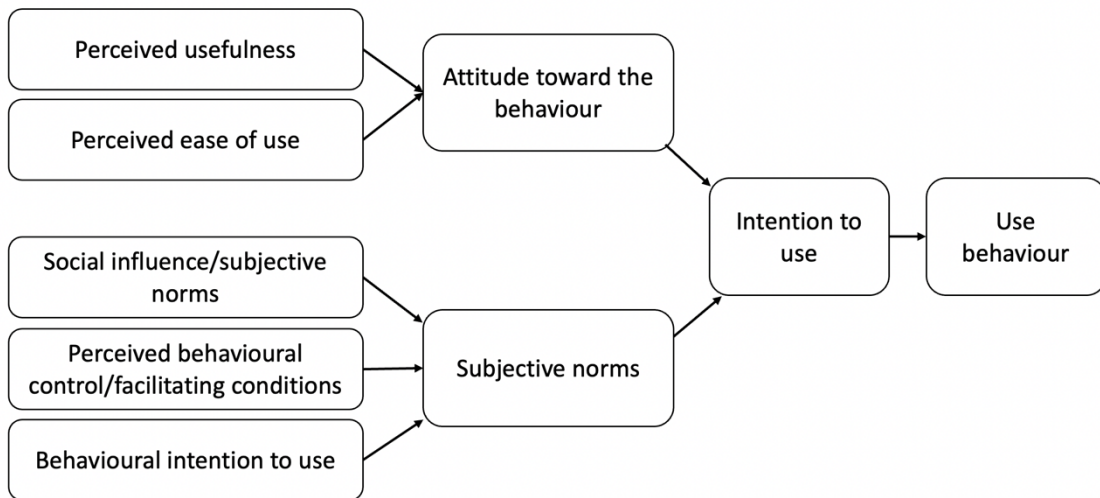 Perceived usefulness
Perceived ease of use
Attitude toward the
behaviour
Social influence/subjective
norms
Perceived behavioural
control/facilitating conditions
Behavioural intention to use
Subjective norms
Intention to
use
Use
behaviour